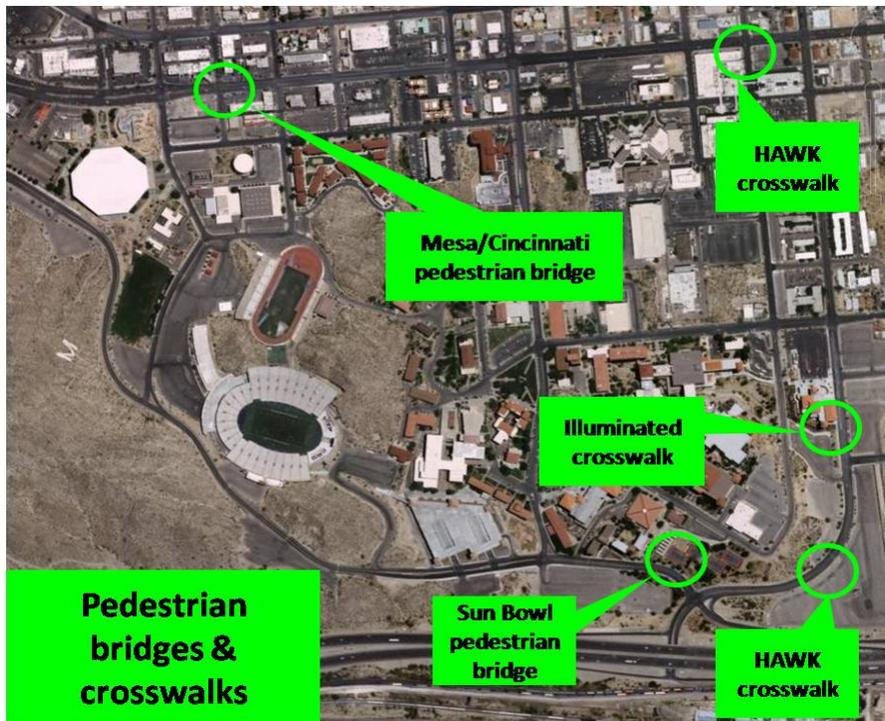 HAWK
crosswalk
Mesa/Cincinnati
pedestrian bridge
M
Illuminated
crosswalk
Sun Bowl
pedestrian
bridge
HAWK
crosswalk
Pedestrian
bridges &
crosswalks